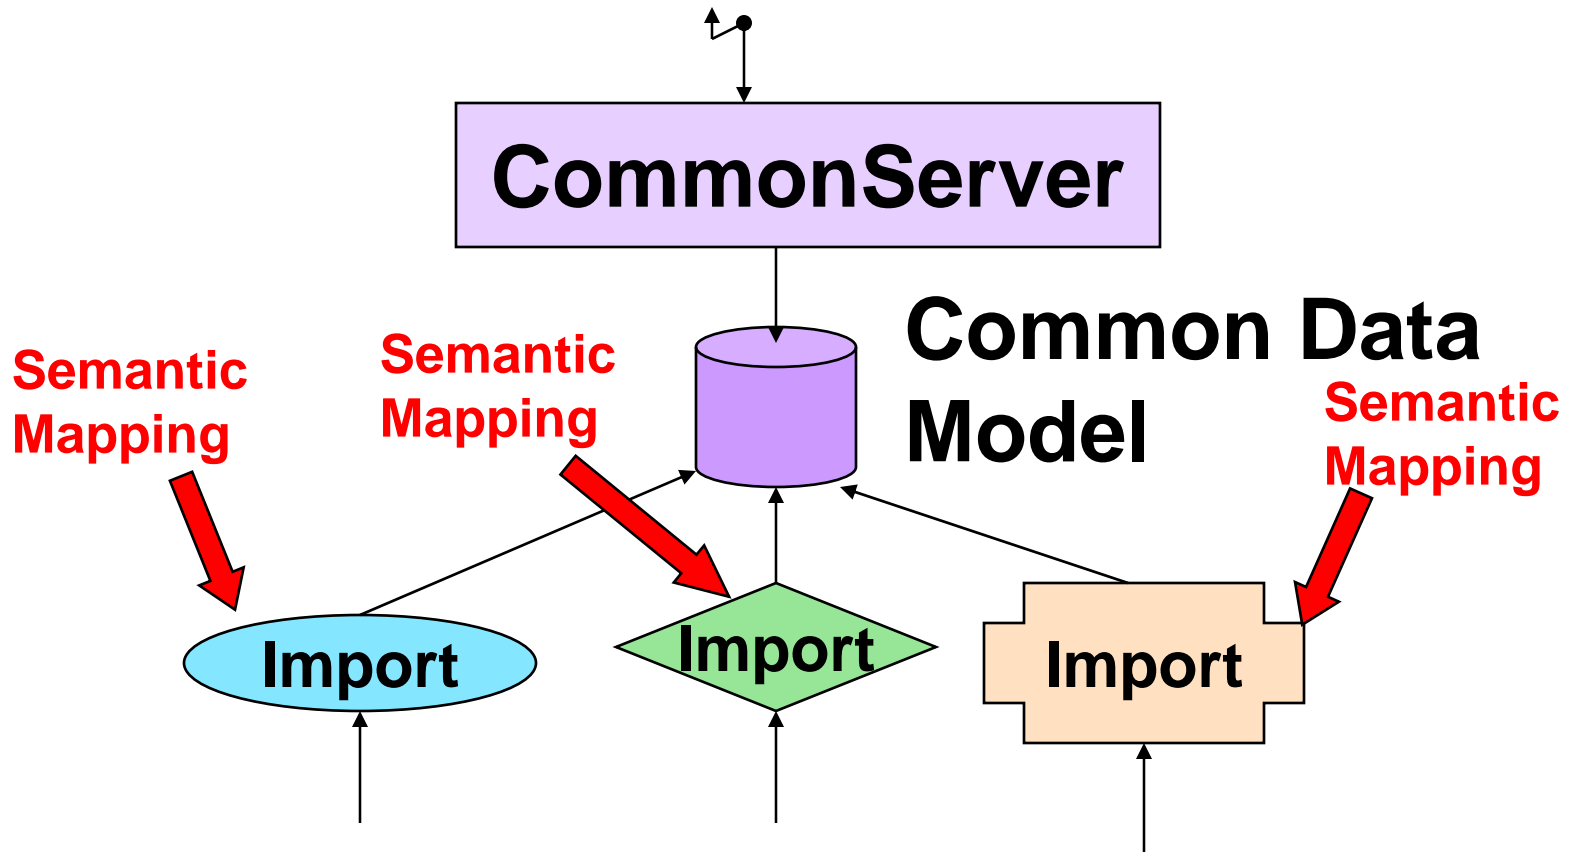 CommonServer
Common Data
Model
Semantic
Mapping
Semantic
Mapping
Semantic
Mapping
Import
Import
Import